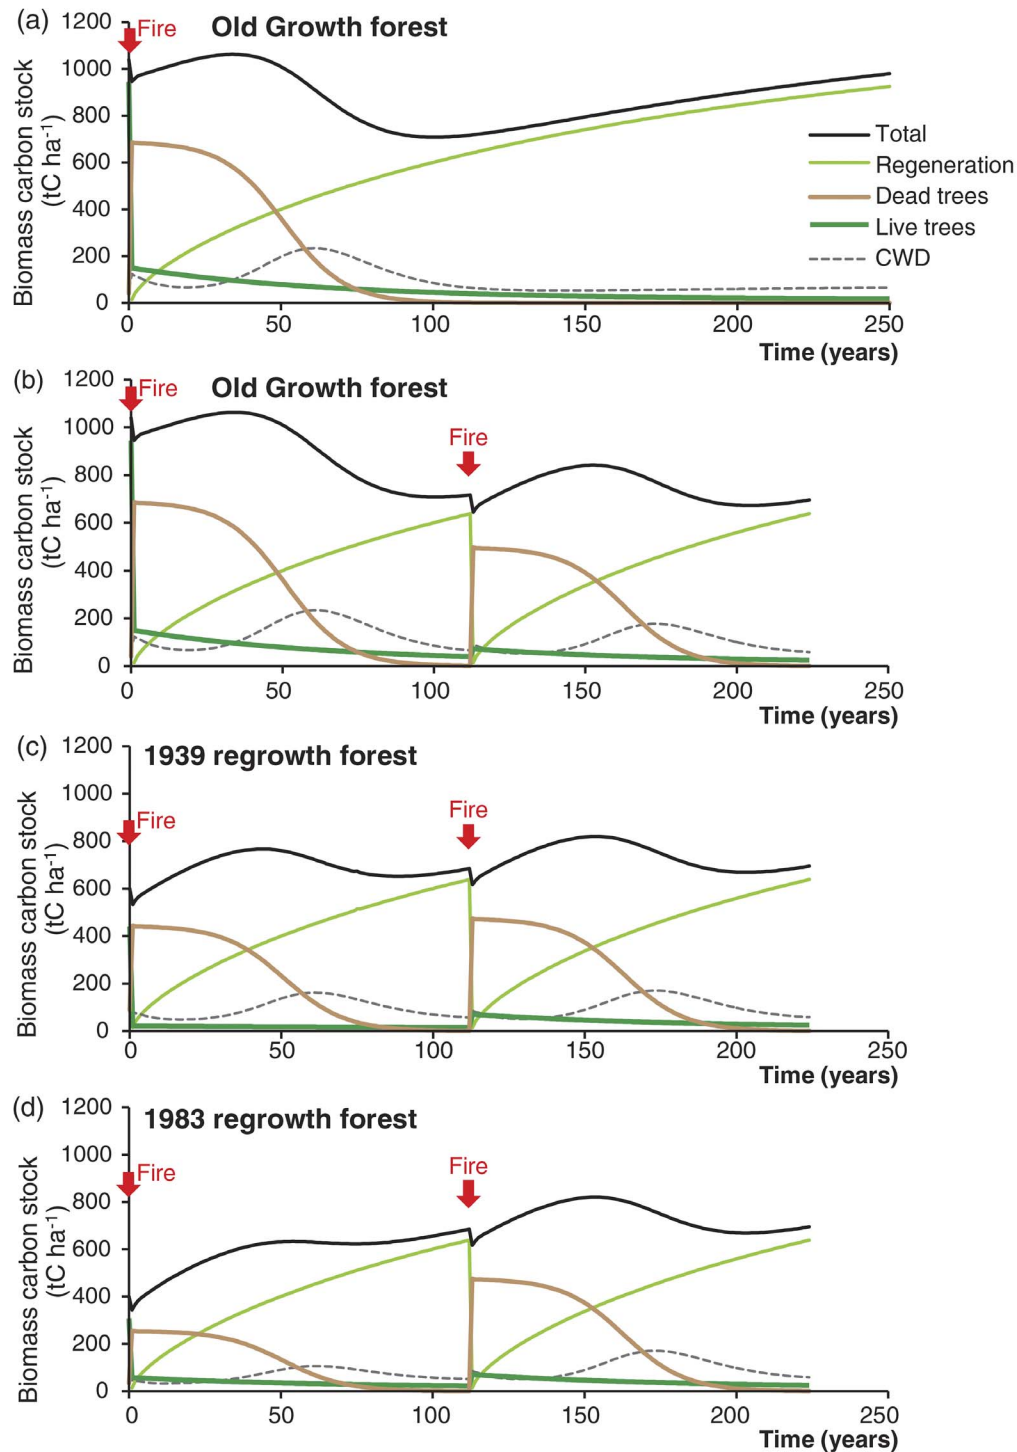 (a)
Old Growth forest
Fire
Biomass carbon stock
(tC ha-1)
1200
1000
800
600
400
200
0
Total
Regeneration
Dead trees
Live trees
CWD
0 50 100 150 200 250
Time (years)
(b)
Old Growth forest
Fire
Fire
Biomass carbon stock
(tC ha-1)
1200
1000
800
600
400
200
0
0 50 100 150 200 250
Time (years)
(c)
1939 regrowth forest
Fire
Fire
Biomass carbon stock
(tC ha-1)
1200
1000
800
600
400
200
0
0 50 100 150 200 250
Time (years)
(d)
1983 regrowth forest
Fire
Fire
Biomass carbon stock
(tC ha-1)
1200
1000
800
600
400
200
0
0 50 100 150 200 250
Time (years)